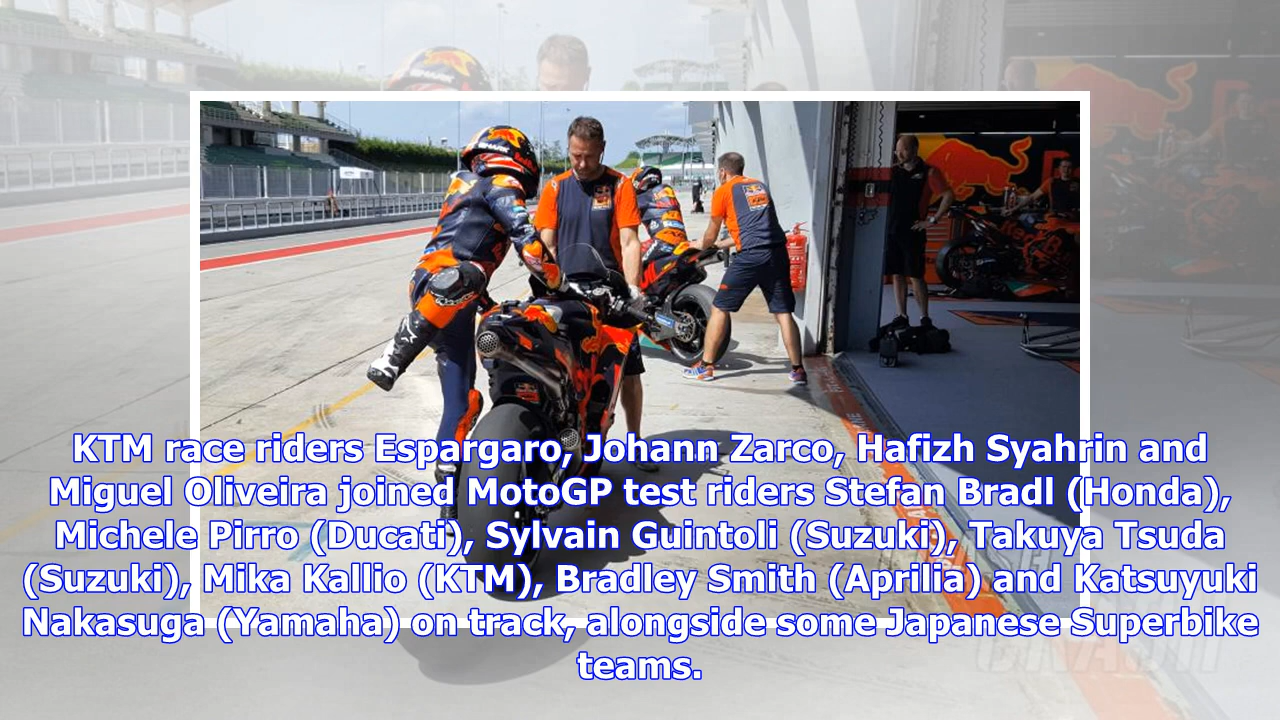 KTM race riders Espargaro, Johann Zarco, Hafizh Syahrin and
Miguel Oliveira joined MotoGP test riders Stefan Bradl (Honda),
Michele Pirro (Ducati), Sylvain Guintoli (Suzuki), Takuya Tsuda
(Suzuki), Mika Kallio (KTM), Bradley Smith (Aprilia) and Katsuyuki
Nakasuga (Yamaha) on track, alongside some Japanese Superbike
teams.